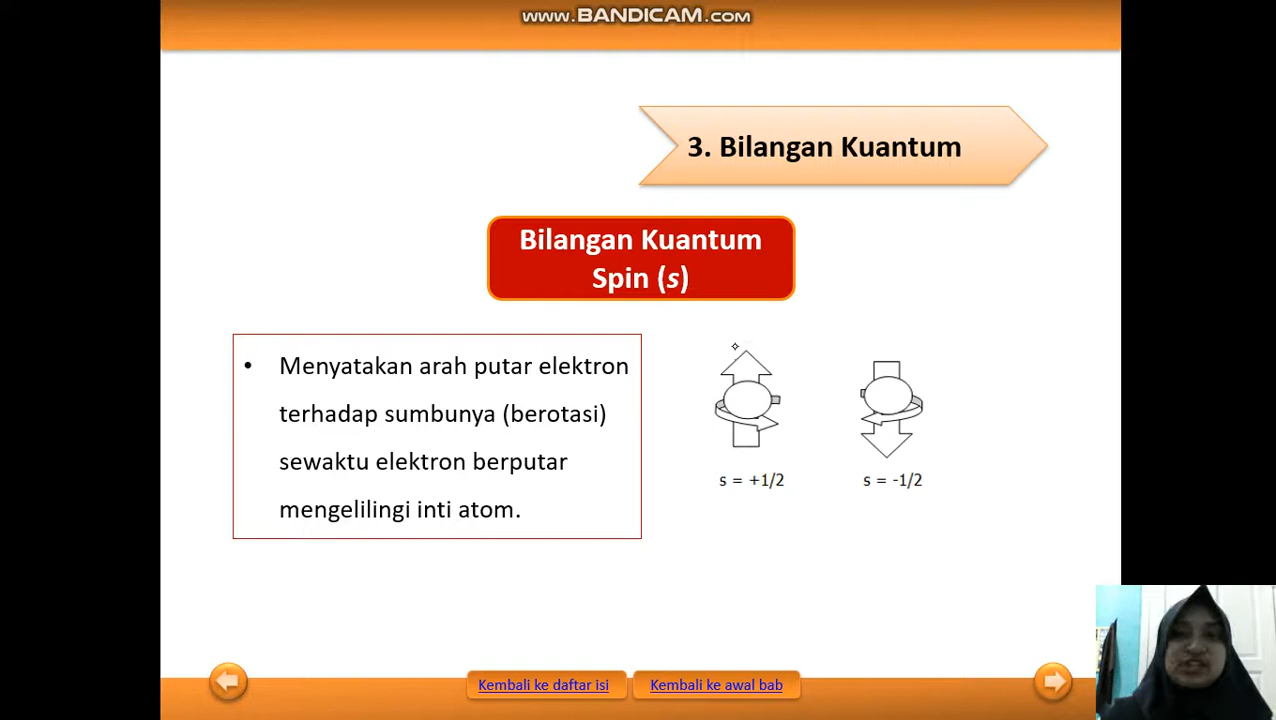 www.BANDICAM.com
3. Bilangan Kuantum
Bilangan Kuantum
Spin (s)
• Menyatakan arah putar elektron
terhadap sumbunya (berotasi)
sewaktu elektron berputar
mengelilingi inti atom.
s = +1/2
s = -1/2
Kembali ke daftar isi
Kembali ke awal bab